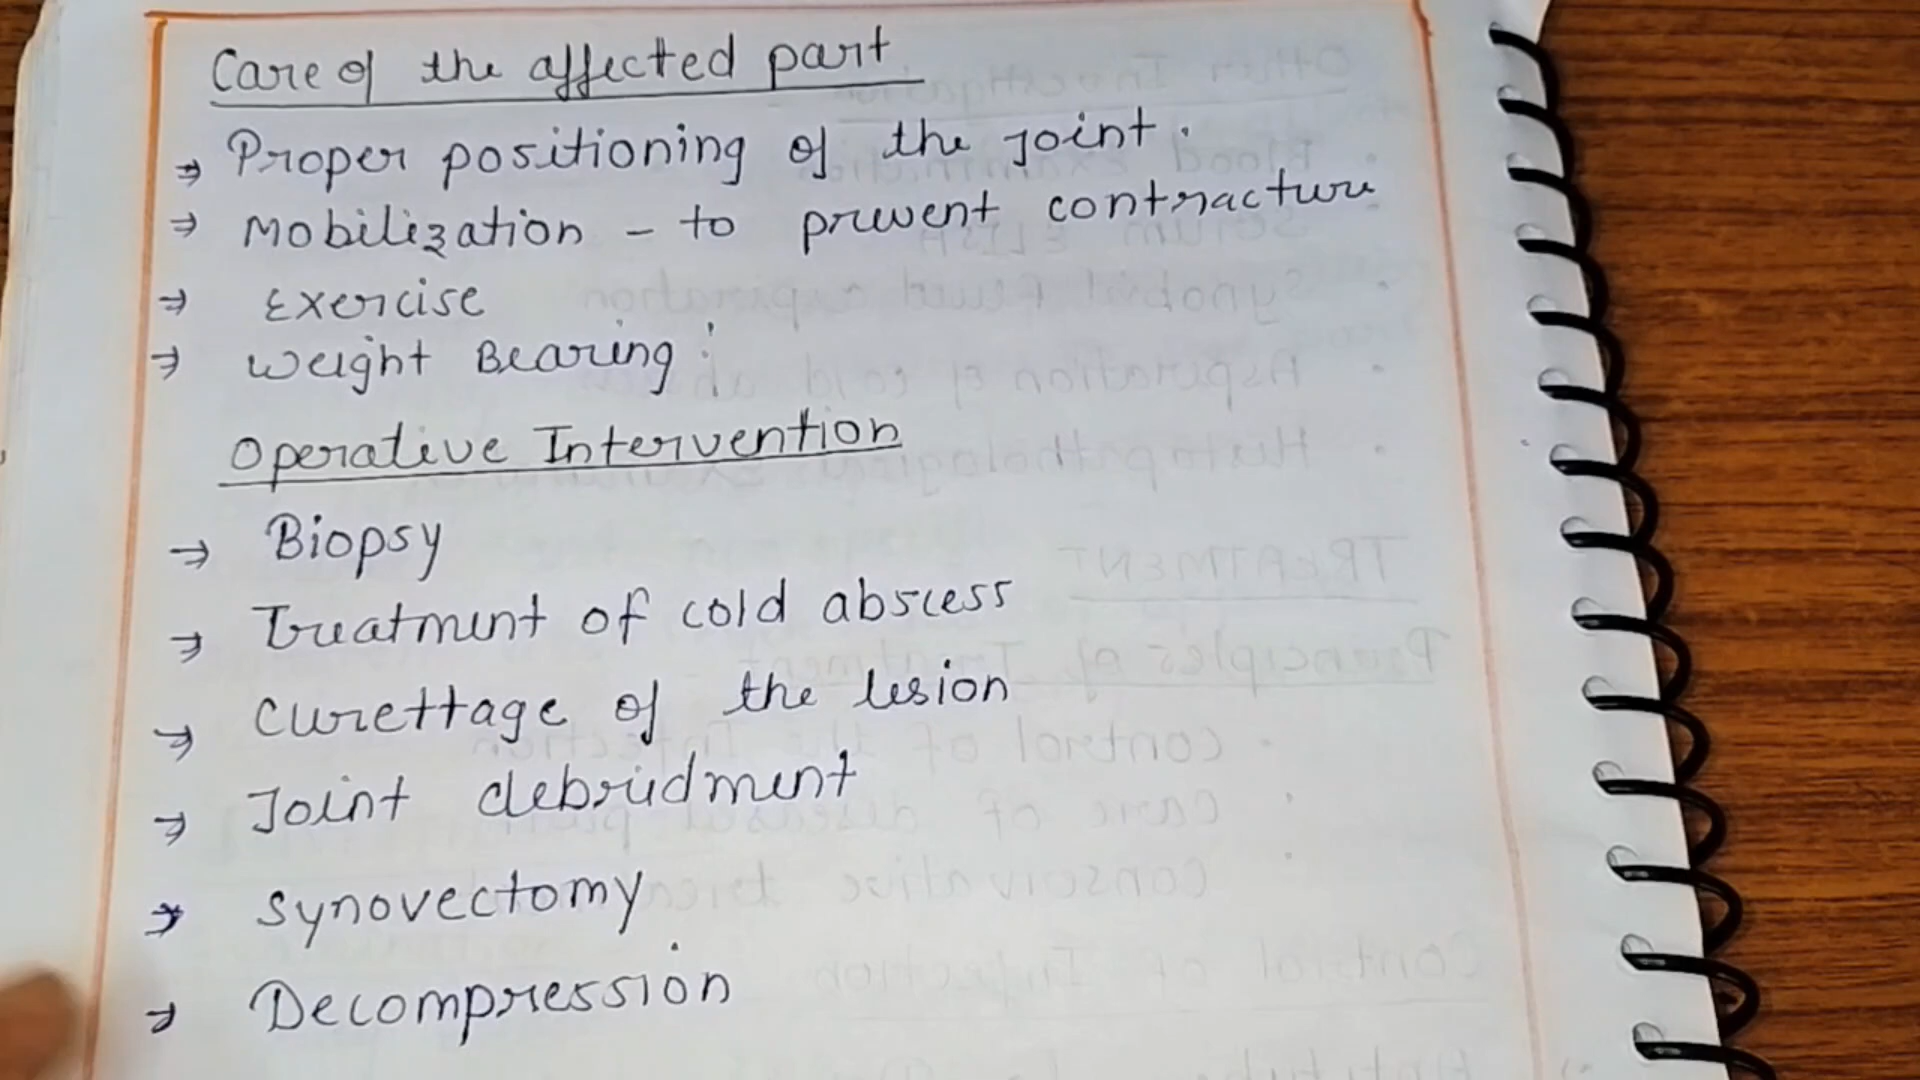 Care of the affected part
⇒ Proper positioning of the joint.
⇒ Mobilization - to prevent contracture
⇒ Exercise
⇒ Weight Bearing
Operative Intervention
⇒ Biopsy
⇒ Treatment of cold abscess
⇒ Curettage of the lesion
⇒ Joint debridment
⇒ Synovectomy
⇒ Decompression